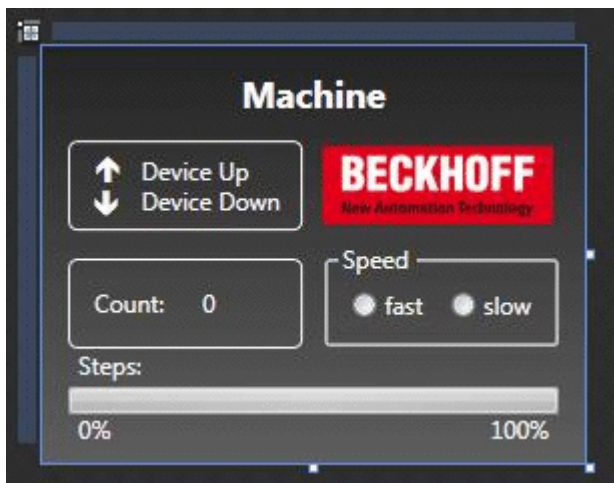 Machine
Device Up
Device Down
BECKHOFF
New Automation Technology
Speed
Count: 0
fast slow
Steps:
0% 100%